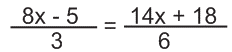 8x - 5 / 3 = 14x + 18 / 6